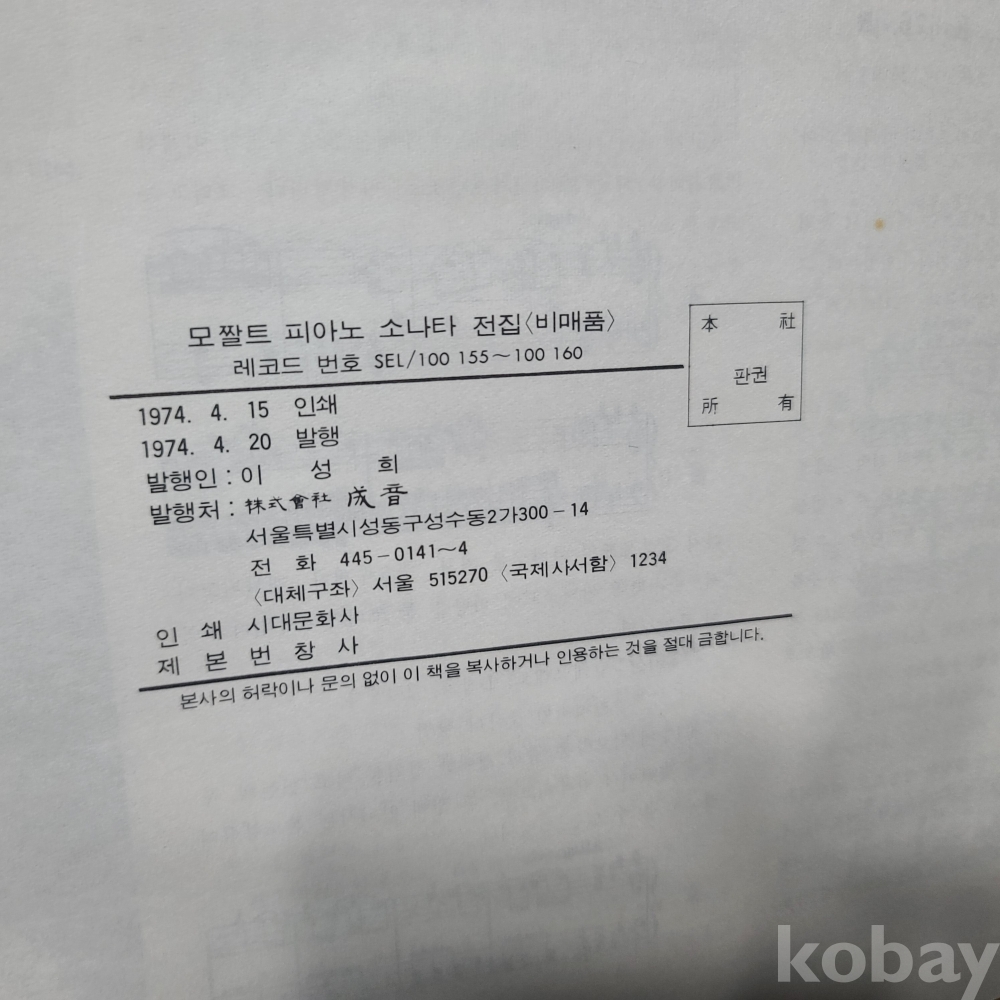 모짤트 피아노 소나타 전집〈비매품〉
레코드 번호 SEL/100 155～100 160
本 社
판권
所 有
1974. 4. 15 인쇄
1974. 4. 20 발행
발행인 : 이 성 희
발행처 : 株式會社 成音
서울특별시성동구성수동2가300－14
전 화 445－0141～4
〈대체구좌〉 서울 515270 〈국제사서함〉 1234
인 쇄 시대문화사
제 본 번 창 사
본사의 허락이나 문의 없이 이 책을 복사하거나 인용하는 것을 절대 금합니다.
kobay